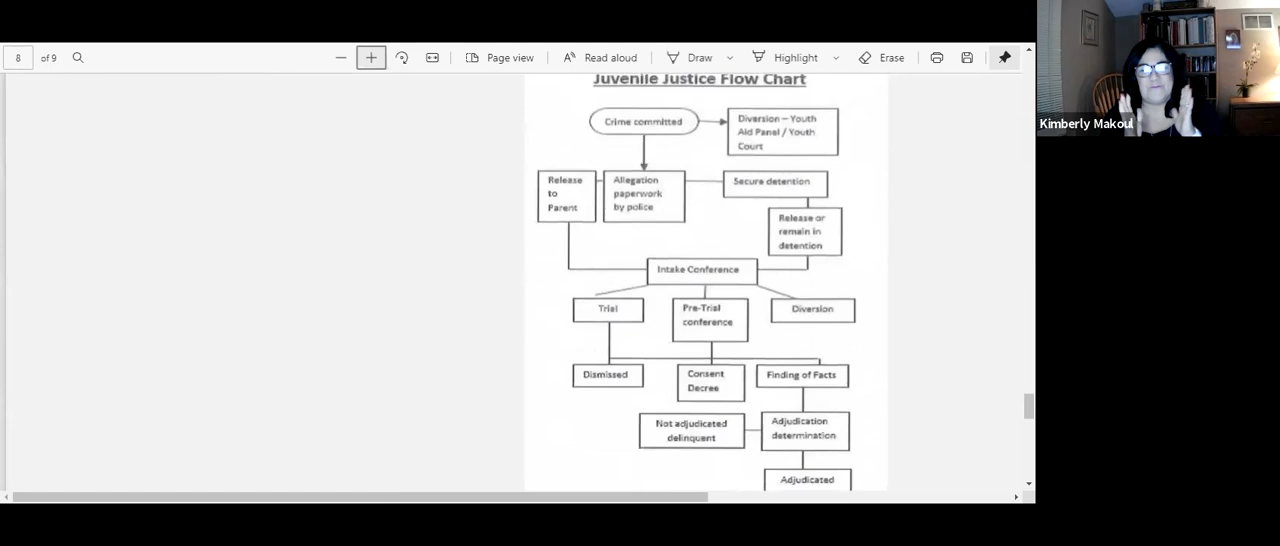 8 of 9
Page view
Read aloud
Draw
Highlight
Erase
Kimberly Makoul
Juvenile Justice Flow Chart
Crime committed
Diversion – Youth
Aid Panel / Youth
Court
Release
to
Parent
Allegation
paperwork
by police
Secure detention
Release or
remain in
detention
Intake Conference
Trial
Pre-Trial
conference
Diversion
Dismissed
Consent
Decree
Finding of Facts
Not adjudicated
delinquent
Adjudication
determination
Adjudicated